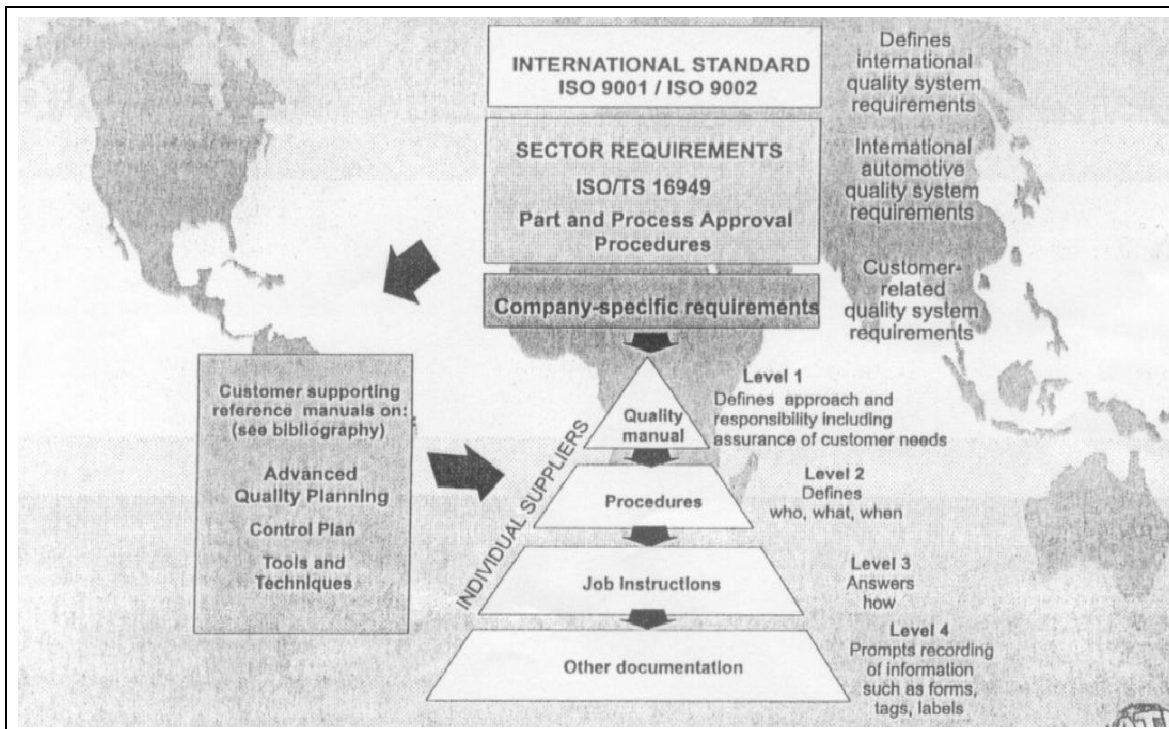 INTERNATIONAL STANDARD
ISO 9001 / ISO 9002
Defines
international
quality system
requirements
SECTOR REQUIREMENTS
ISO/TS 16949
Part and Process Approval
Procedures
International
automotive
quality system
requirements
Company-specific requirements
Customer-
related
quality system
requirements
Customer supporting
reference manuals on:
(see bibliography)
Advanced
Quality Planning
Control Plan
Tools and
Techniques
INDIVIDUAL SUPPLIERS
Quality
manual
Level 1
Defines approach and
responsibility including
assurance of customer needs
Procedures
Level 2
Defines
who, what, when
Job Instructions
Level 3
Answers
how
Other documentation
Level 4
Prompts recording
of information
such as forms,
tags, labels